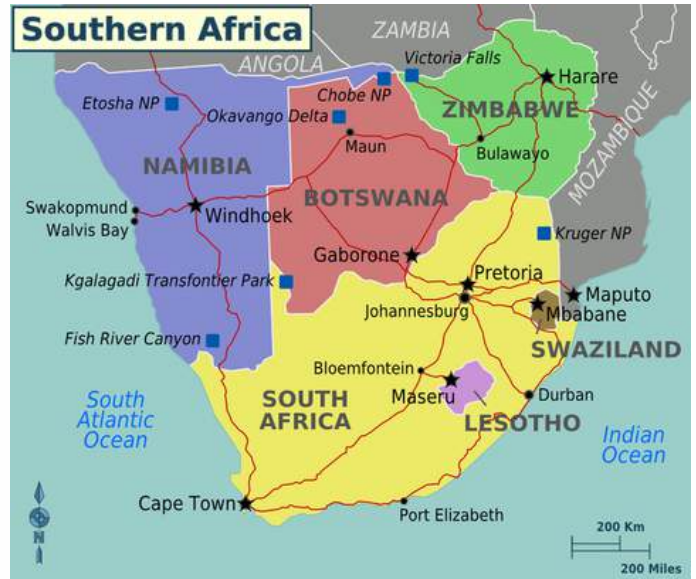 Southern Africa
ZAMBIA
ANGOLA
Victoria Falls
Etosha NP
Chobe NP
Harare
Okavango Delta
ZIMBABWE
MOZAMBIQUE
Maun
Bulawayo
NAMIBIA
BOTSWANA
Swakopmund
Windhoek
Walvis Bay
Kruger NP
Gaborone
Kgalagadi Transfontier Park
Pretoria
Maputo
Johannesburg
Mbabane
Fish River Canyon
SWAZILAND
Bloemfontein
South
Atlantic
Ocean
SOUTH
AFRICA
Maseru
Durban
LESOTHO
Indian
Ocean
Cape Town
Port Elizabeth
N
200 Km
200 Miles